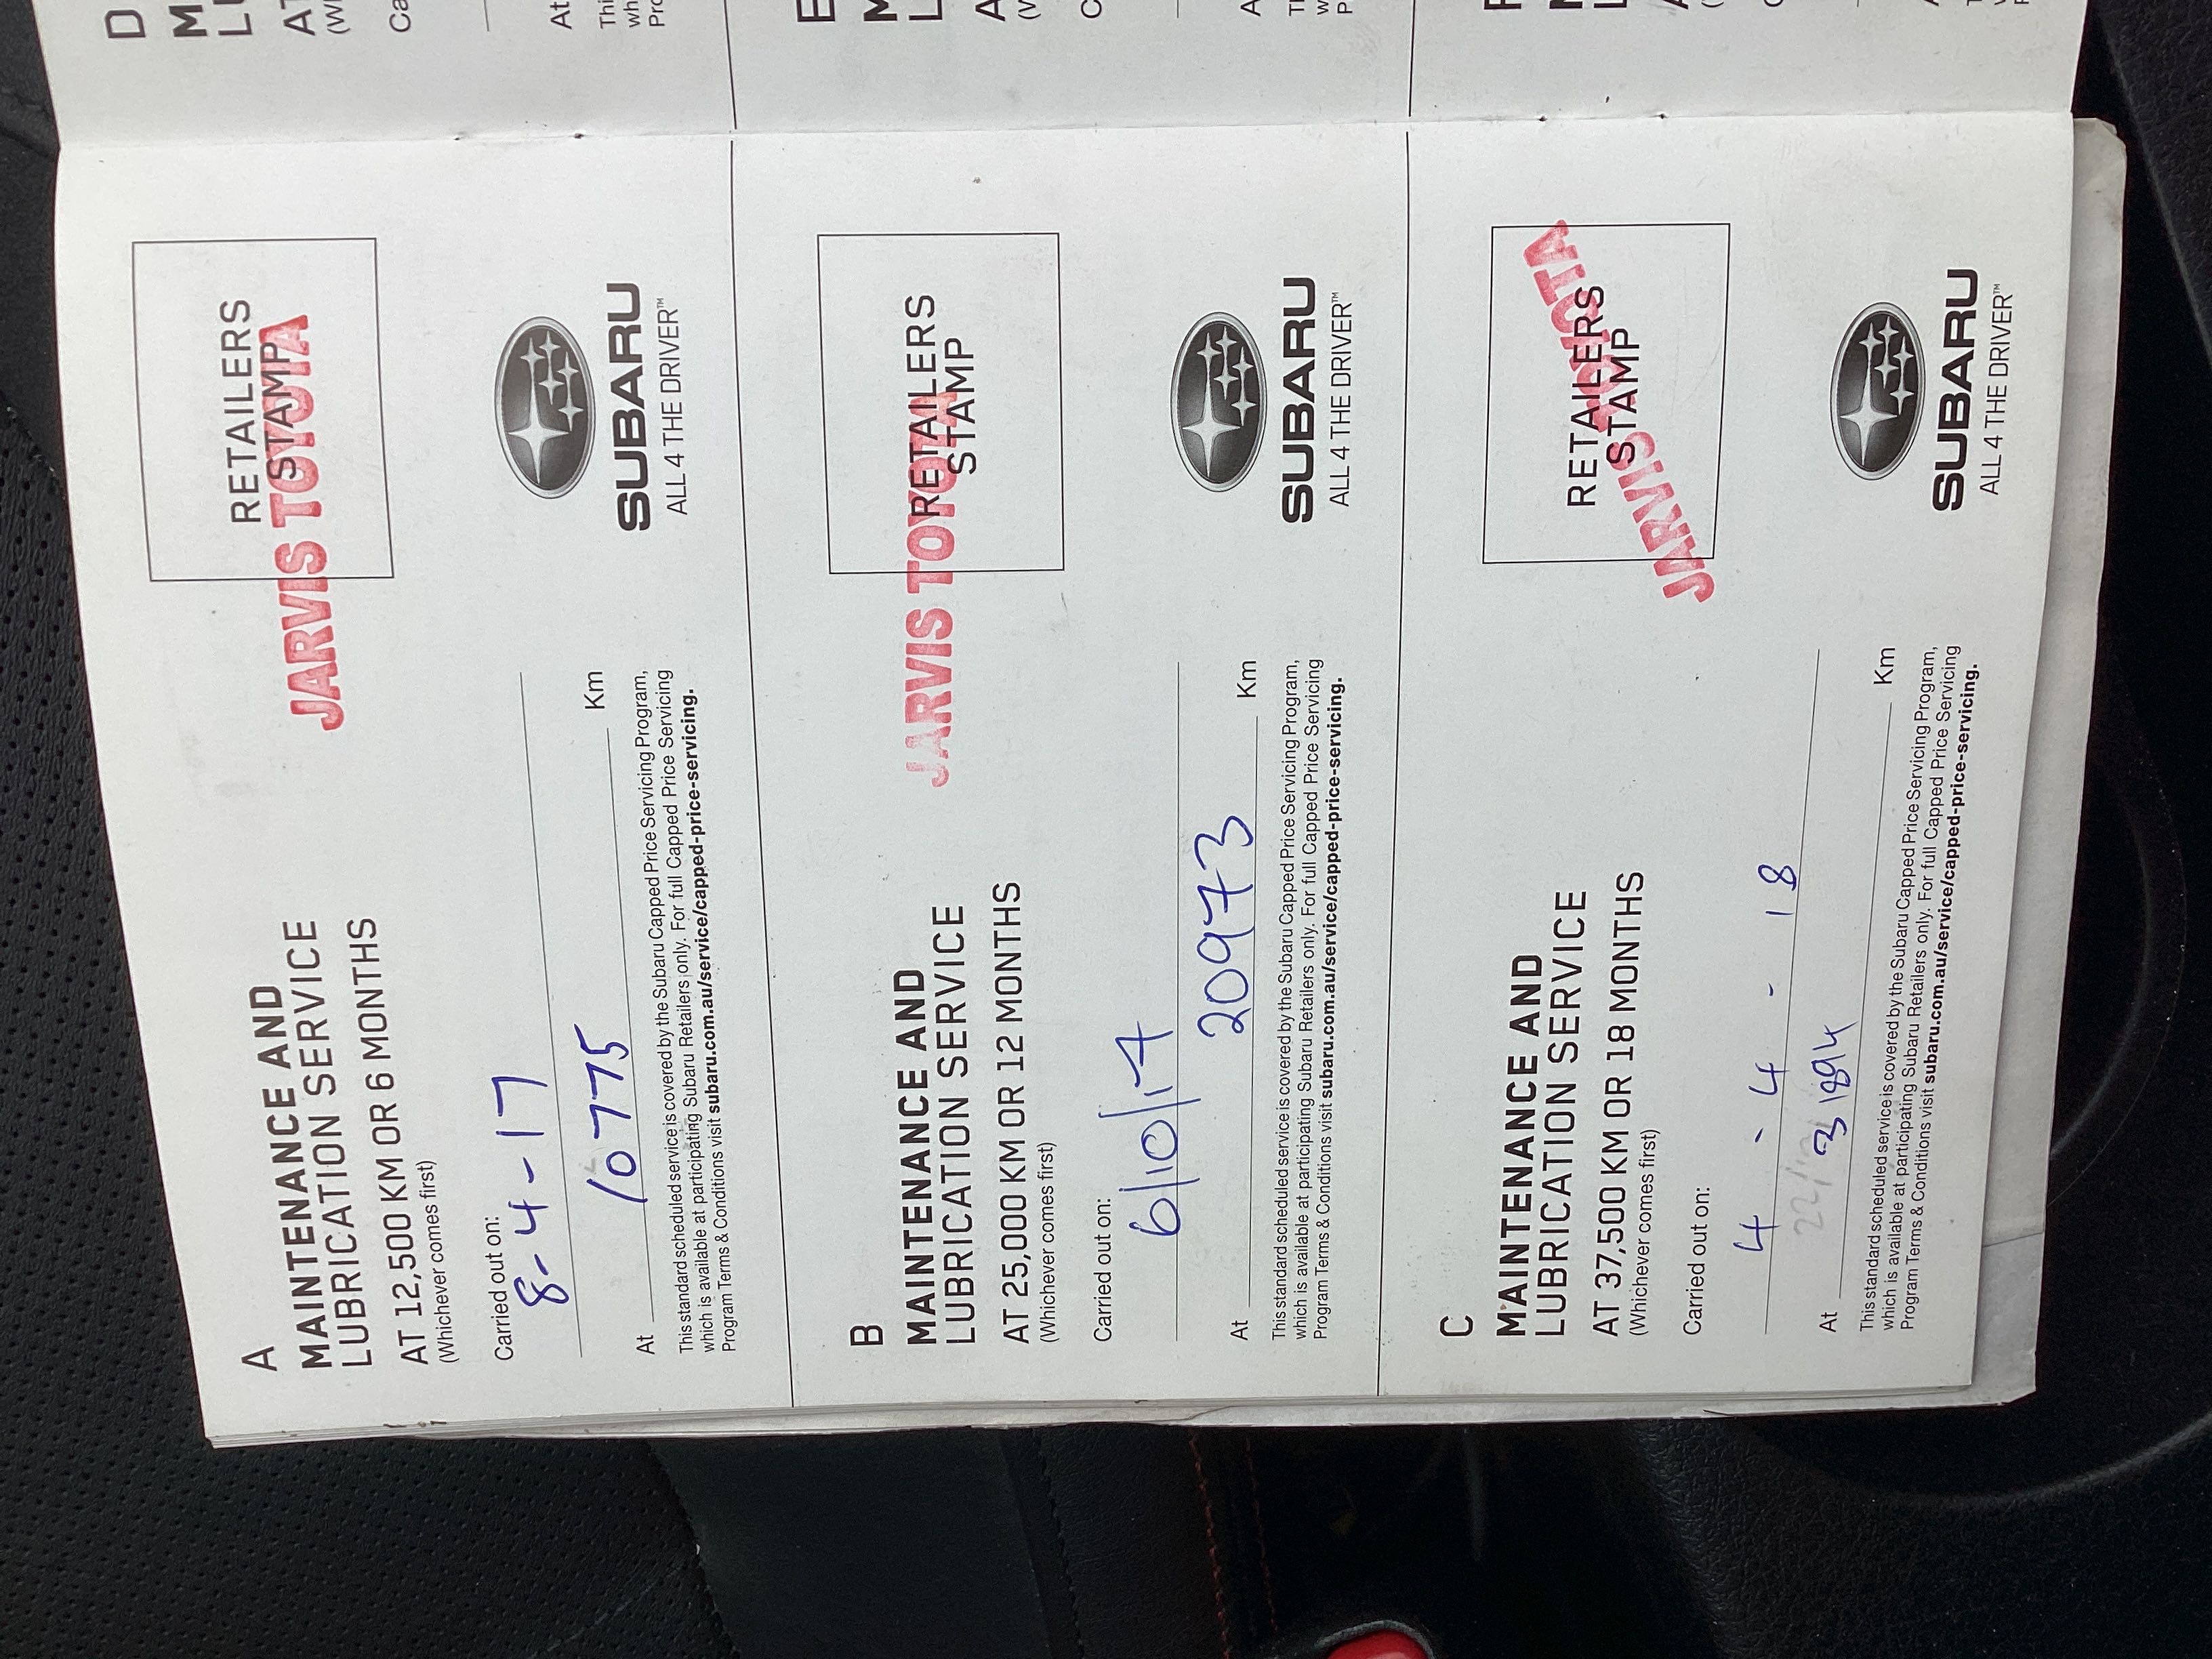 A
MAINTENANCE AND
LUBRICATION SERVICE
AT 12,500 KM OR 6 MONTHS
(Whichever comes first)
Carried out on:
8-4-17
At 10775 Km
This standard scheduled service is covered by the Subaru Capped Price Servicing Program,
which is available at participating Subaru Retailers only. For full Capped Price Servicing
Program Terms & Conditions visit subaru.com.au/service/capped-price-servicing.
RETAILERS
STAMP
JARVIS TOYOTA
SUBARU
ALL 4 THE DRIVER™
B
MAINTENANCE AND
LUBRICATION SERVICE
AT 25,000 KM OR 12 MONTHS
(Whichever comes first)
Carried out on:
6/10/17
At 20973 Km
This standard scheduled service is covered by the Subaru Capped Price Servicing Program,
which is available at participating Subaru Retailers only. For full Capped Price Servicing
Program Terms & Conditions visit subaru.com.au/service/capped-price-servicing.
RETAILERS
STAMP
JARVIS TOYOTA
SUBARU
ALL 4 THE DRIVER™
C
MAINTENANCE AND
LUBRICATION SERVICE
AT 37,500 KM OR 18 MONTHS
(Whichever comes first)
Carried out on:
4 - 4 - 18
At Km
This standard scheduled service is covered by the Subaru Capped Price Servicing Program,
which is available at participating Subaru Retailers only. For full Capped Price Servicing
Program Terms & Conditions visit subaru.com.au/service/capped-price-servicing.
RETAILERS
STAMP
JARVIS TOYOTA
SUBARU
ALL 4 THE DRIVER™
D
E